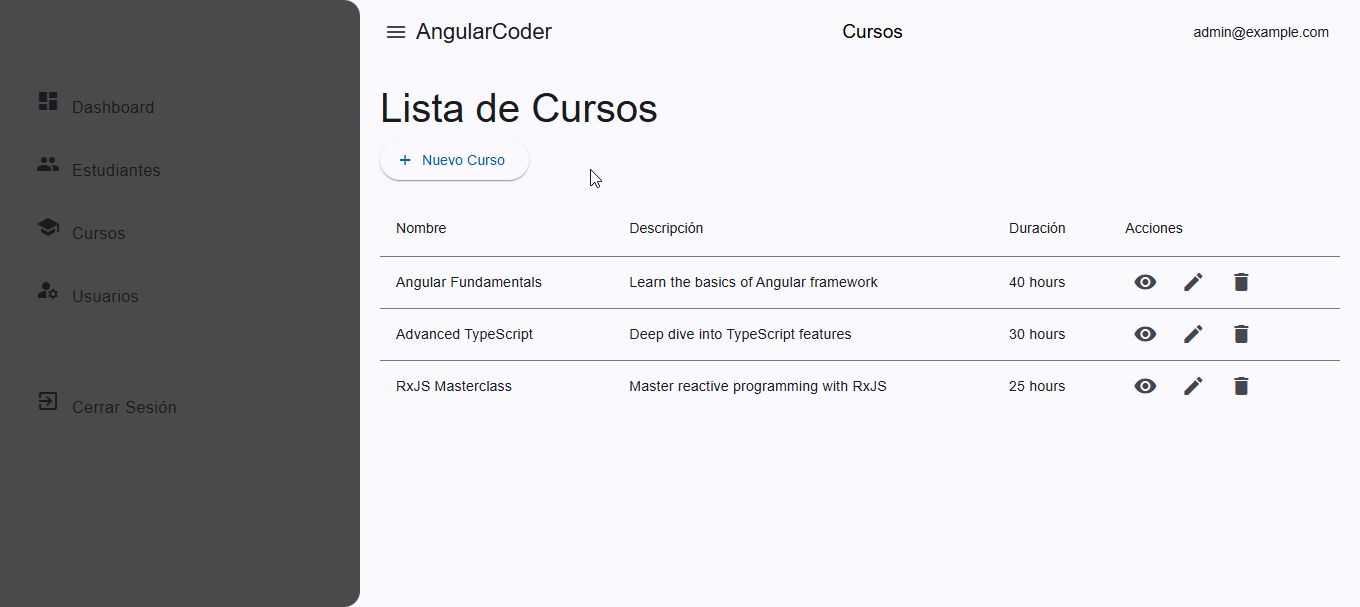 AngularCoder
Cursos
admin@example.com
Dashboard
Estudiantes
Cursos
Usuarios
Cerrar Sesión
Lista de Cursos
Nuevo Curso
Nombre Descripción Duración Acciones
Angular Fundamentals Learn the basics of Angular framework 40 hours
Advanced TypeScript Deep dive into TypeScript features 30 hours
RxJS Masterclass Master reactive programming with RxJS 25 hours